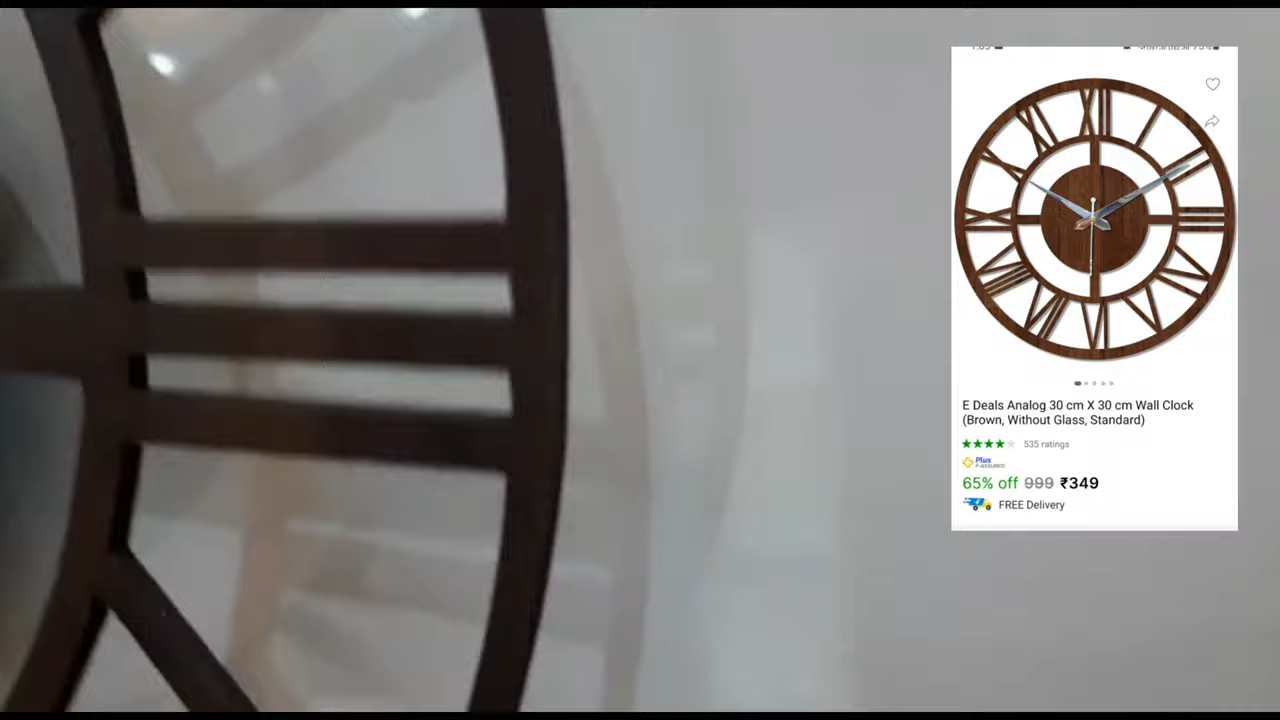 E Deals Analog 30 cm X 30 cm Wall Clock
(Brown, Without Glass, Standard)
535 ratings
Plus
F-ASSURED
65% off 999 ₹349
FREE Delivery